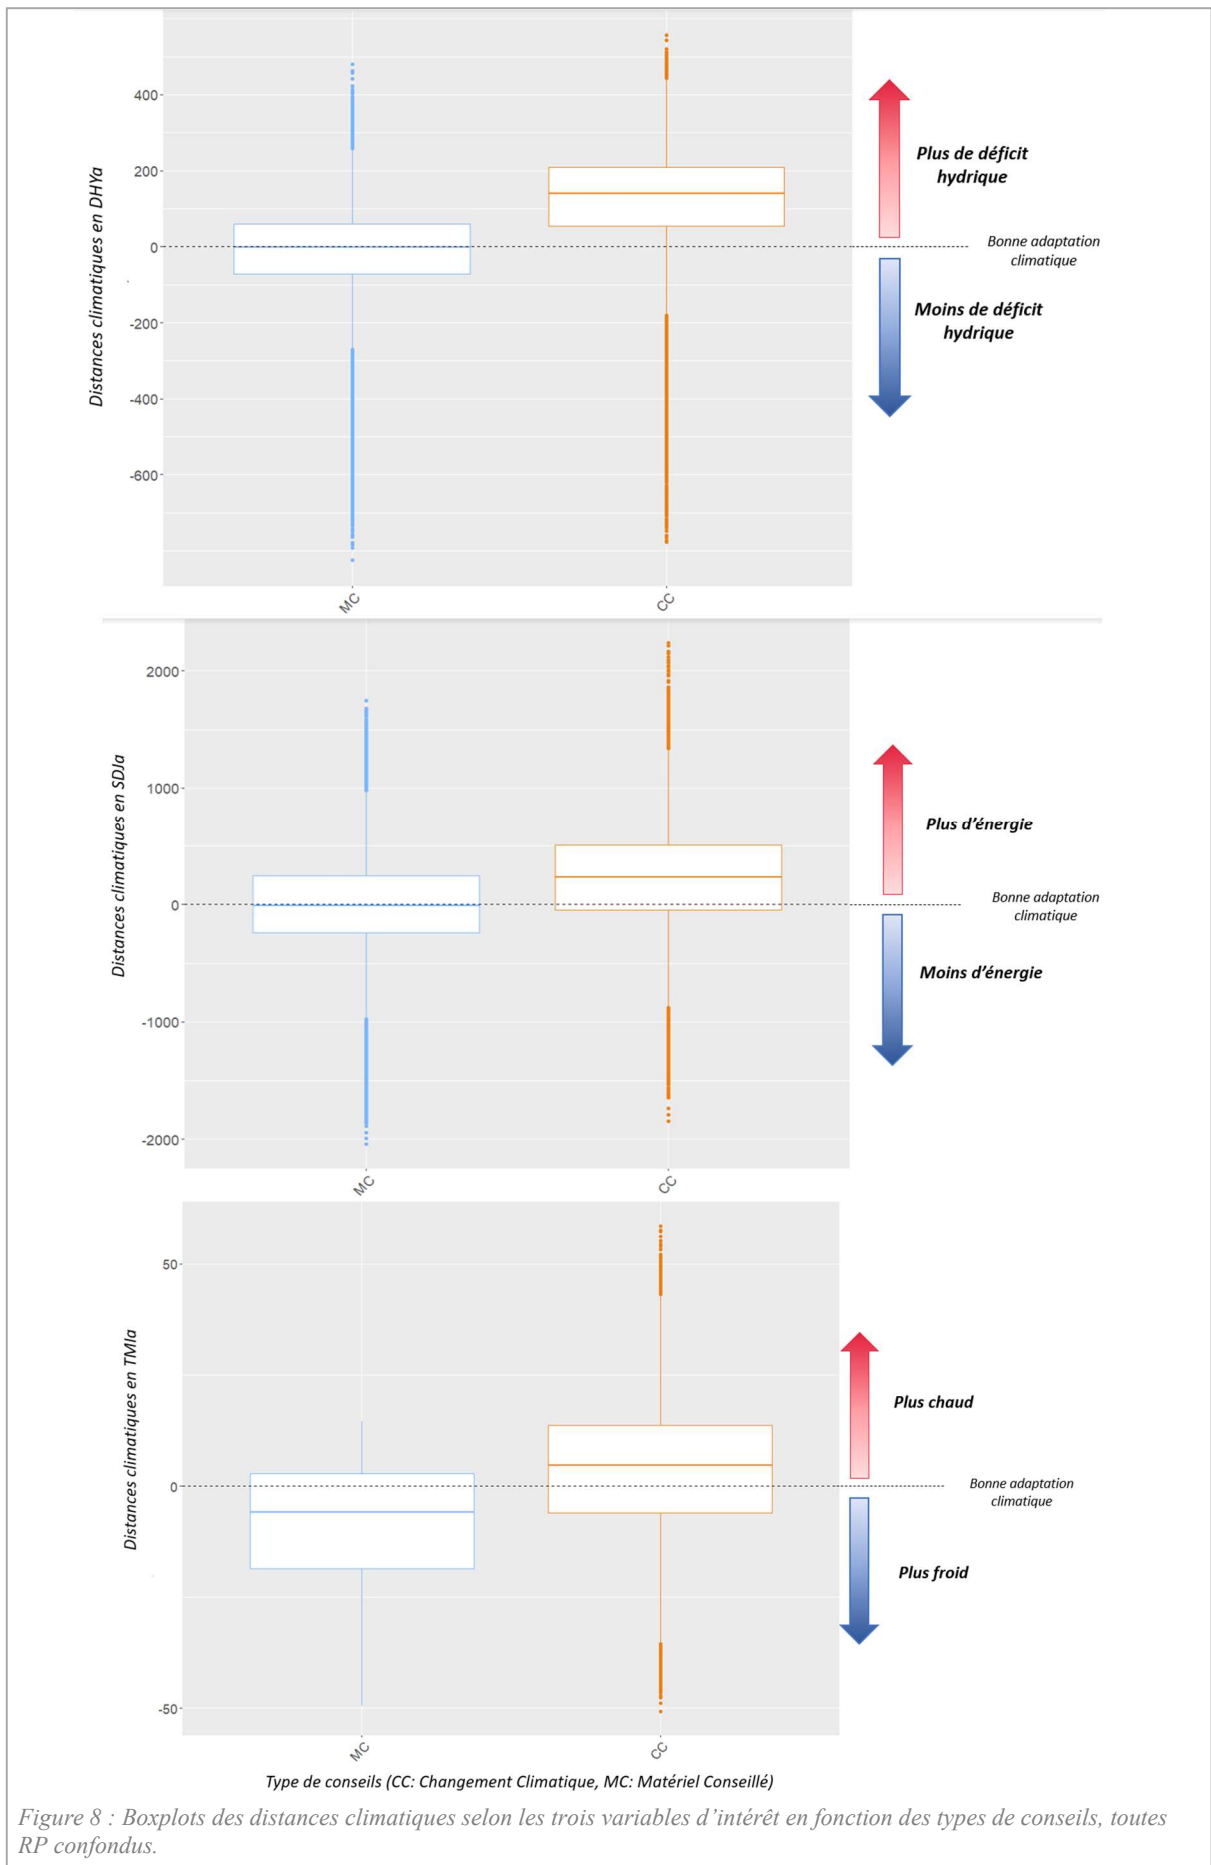 Distances climatiques en DHYa
400
200
0
-200
-400
-600
MC
CC
Plus de déficit
hydrique
Bonne adaptation
climatique
Moins de déficit
hydrique
Distances climatiques en SDJa
2000
1000
0
-1000
-2000
MC
CC
Plus d'énergie
Bonne adaptation
climatique
Moins d'énergie
Distances climatiques en TMIa
50
0
-50
MC
CC
Plus chaud
Bonne adaptation
climatique
Plus froid
Type de conseils (CC: Changement Climatique, MC: Matériel Conseillé)
Figure 8 : Boxplots des distances climatiques selon les trois variables d'intérêt en fonction des types de conseils, toutes
RP confondus.